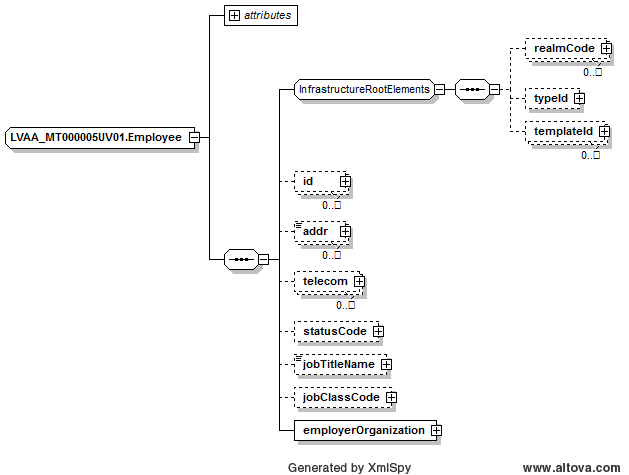 attributes
realmCode
0..□
InfrastructureRootElements
typeId
LVAA_MT000005UV01.Employee
templateId
0..□
id
0..□
addr
0..□
telecom
0..□
statusCode
jobTitleName
jobClassCode
employerOrganization
Generated by XmlSpy
www.altova.com